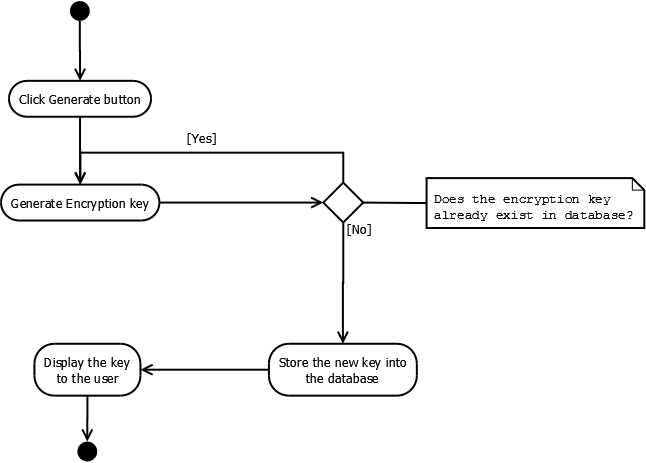 Click Generate button
[Yes]
Generate Encryption key
Does the encryption key
already exist in database?
[No]
Display the key
to the user
Store the new key into
the database